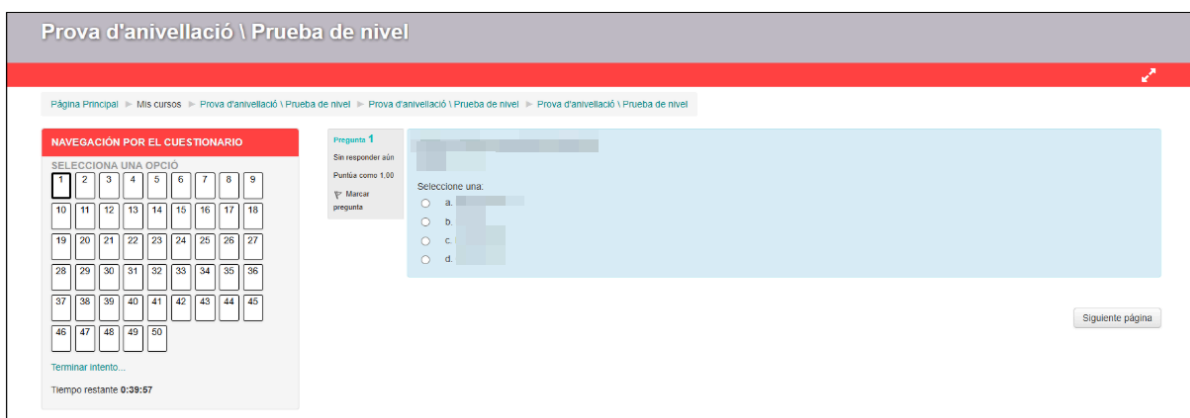 Prova d'anivellació \ Prueba de nivel
Página Principal ► Mis cursos ► Prova d'anivellació \ Prueba de nivel ► Prova d'anivellació \ Prueba de nivel ► Prova d'anivellació \ Prueba de nivel
NAVEGACIÓN POR EL CUESTIONARIO
SELECCIONA UNA OPCIÓ
1 2 3 4 5 6 7 8 9
10 11 12 13 14 15 16 17 18
19 20 21 22 23 24 25 26 27
28 29 30 31 32 33 34 35 36
37 38 39 40 41 42 43 44 45
46 47 48 49 50
Terminar intento...
Tiempo restante 0:39:57
Pregunta 1
Sin responder aún
Puntúa como 1.00
Marcar
pregunta
Seleccione una:
a.
b.
c.
d.
Siguiente página